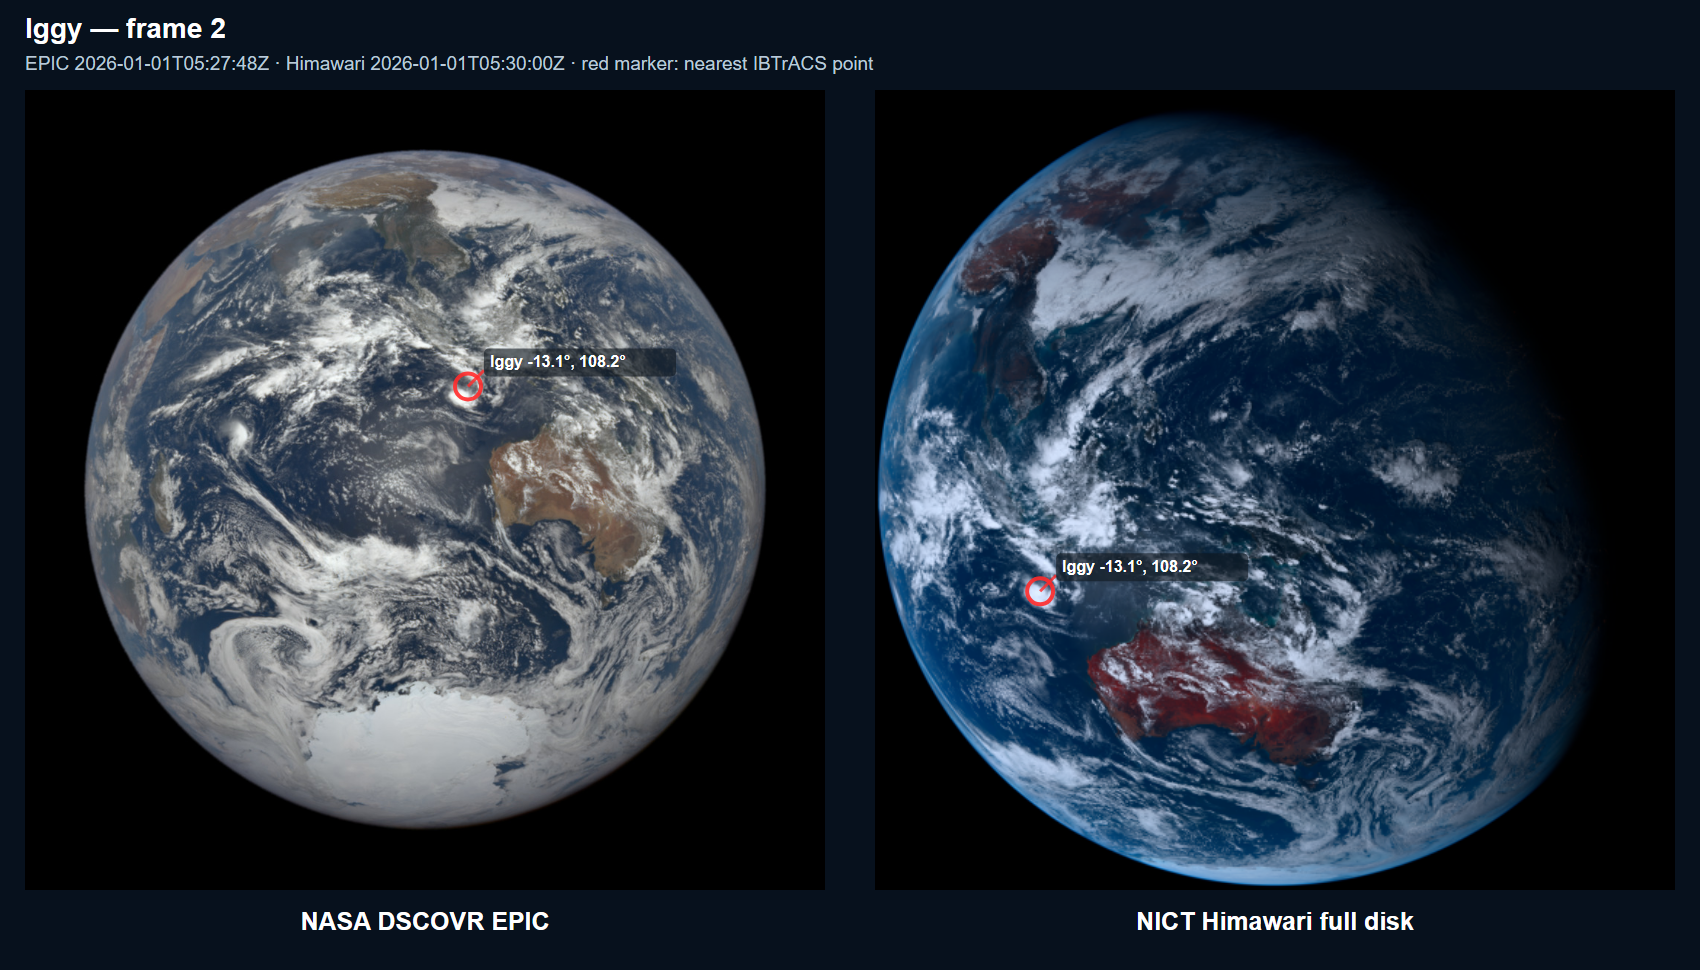 Iggy — frame 2
EPIC 2026-01-01T05:27:48Z · Himawari 2026-01-01T05:30:00Z · red marker: nearest IBTrACS point
Iggy -13.1°, 108.2°
Iggy -13.1°, 108.2°
NASA DSCOVR EPIC
NICT Himawari full disk